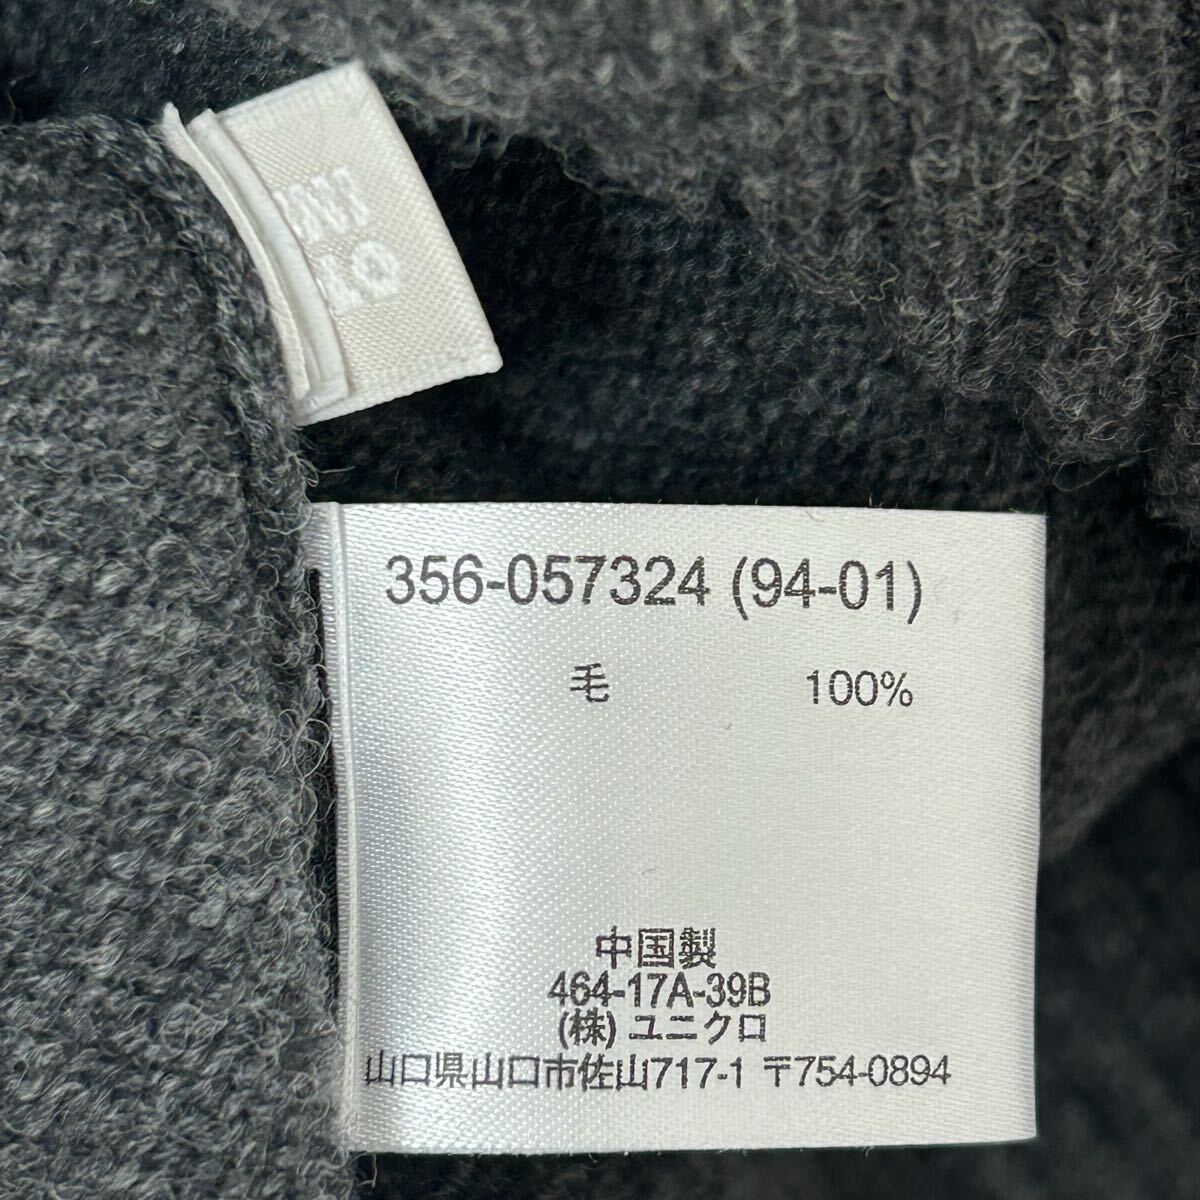 356-057324 (94-01)
毛 100%
中国製
464-17A-39B
(株) ユニクロ
山口県山口市佐山717-1 〒754-0894